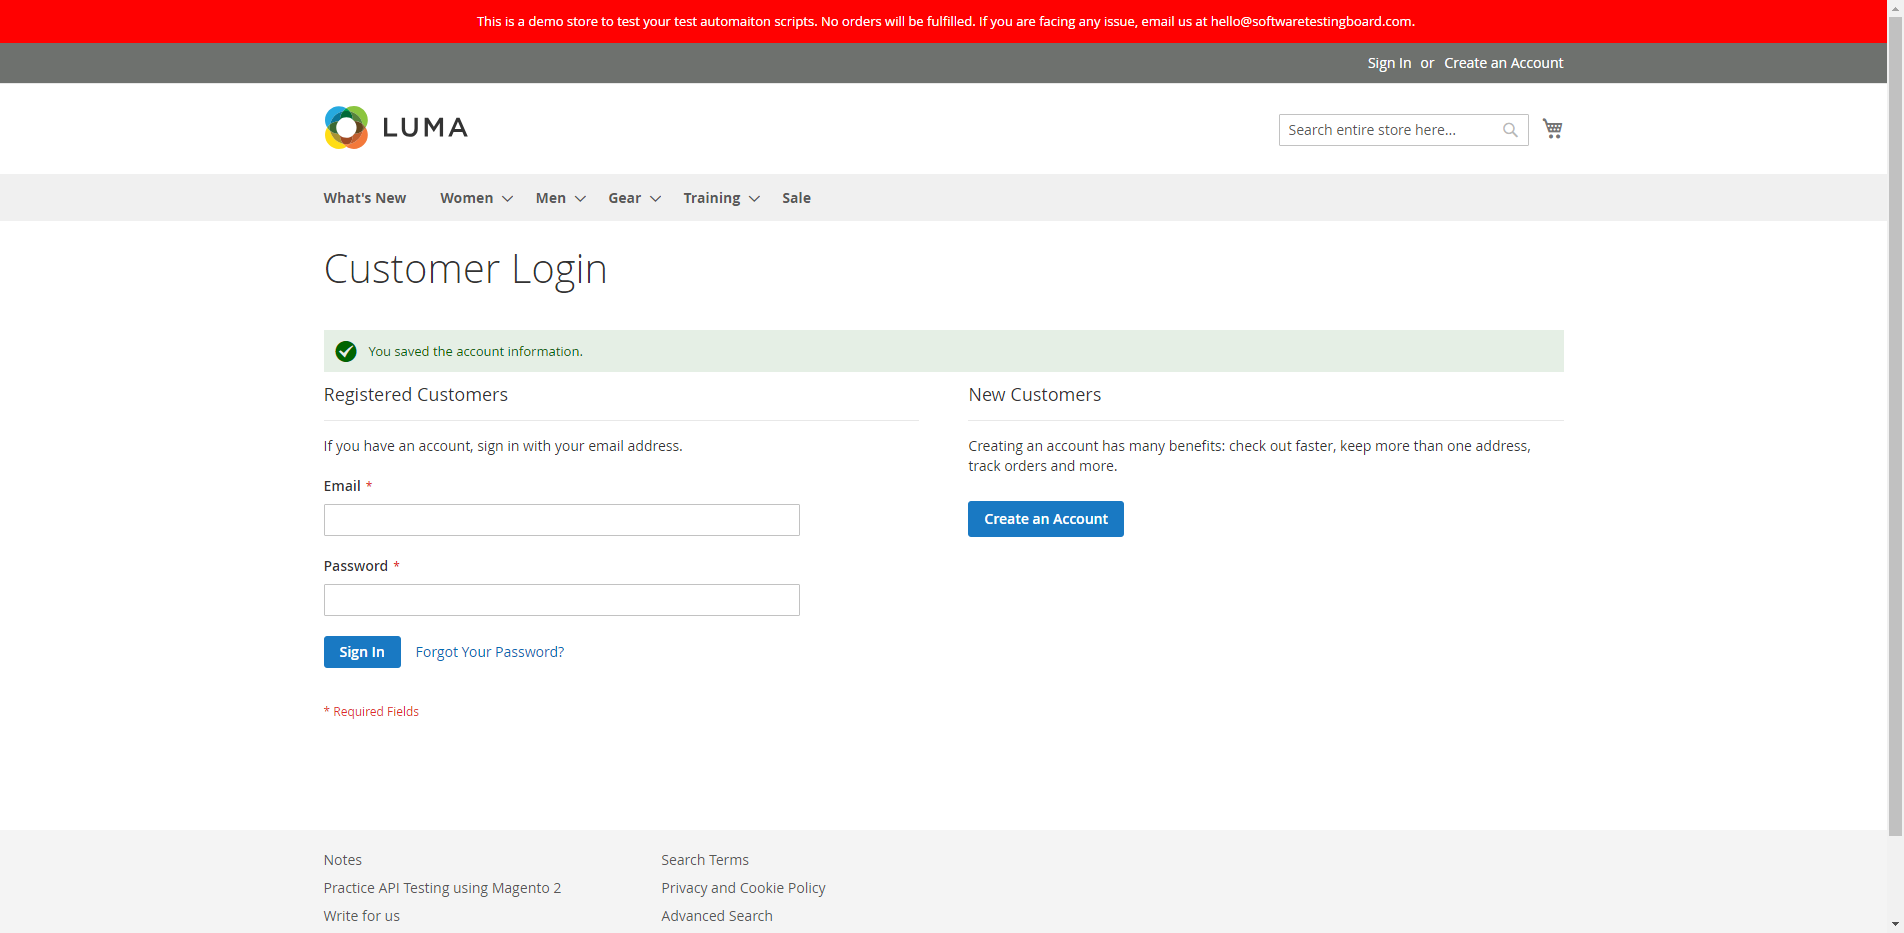 This is a demo store to test your test automaiton scripts. No orders will be fulfilled. If you are facing any issue, email us at hello@softwaretestingboard.com.
Sign In or Create an Account
LUMA
Search entire store here...
What's New Women Men Gear Training Sale
Customer Login
You saved the account information.
Registered Customers
If you have an account, sign in with your email address.
Email *
Password *
Sign In Forgot Your Password?
* Required Fields
New Customers
Creating an account has many benefits: check out faster, keep more than one address,
track orders and more.
Create an Account
Notes
Practice API Testing using Magento 2
Write for us
Search Terms
Privacy and Cookie Policy
Advanced Search